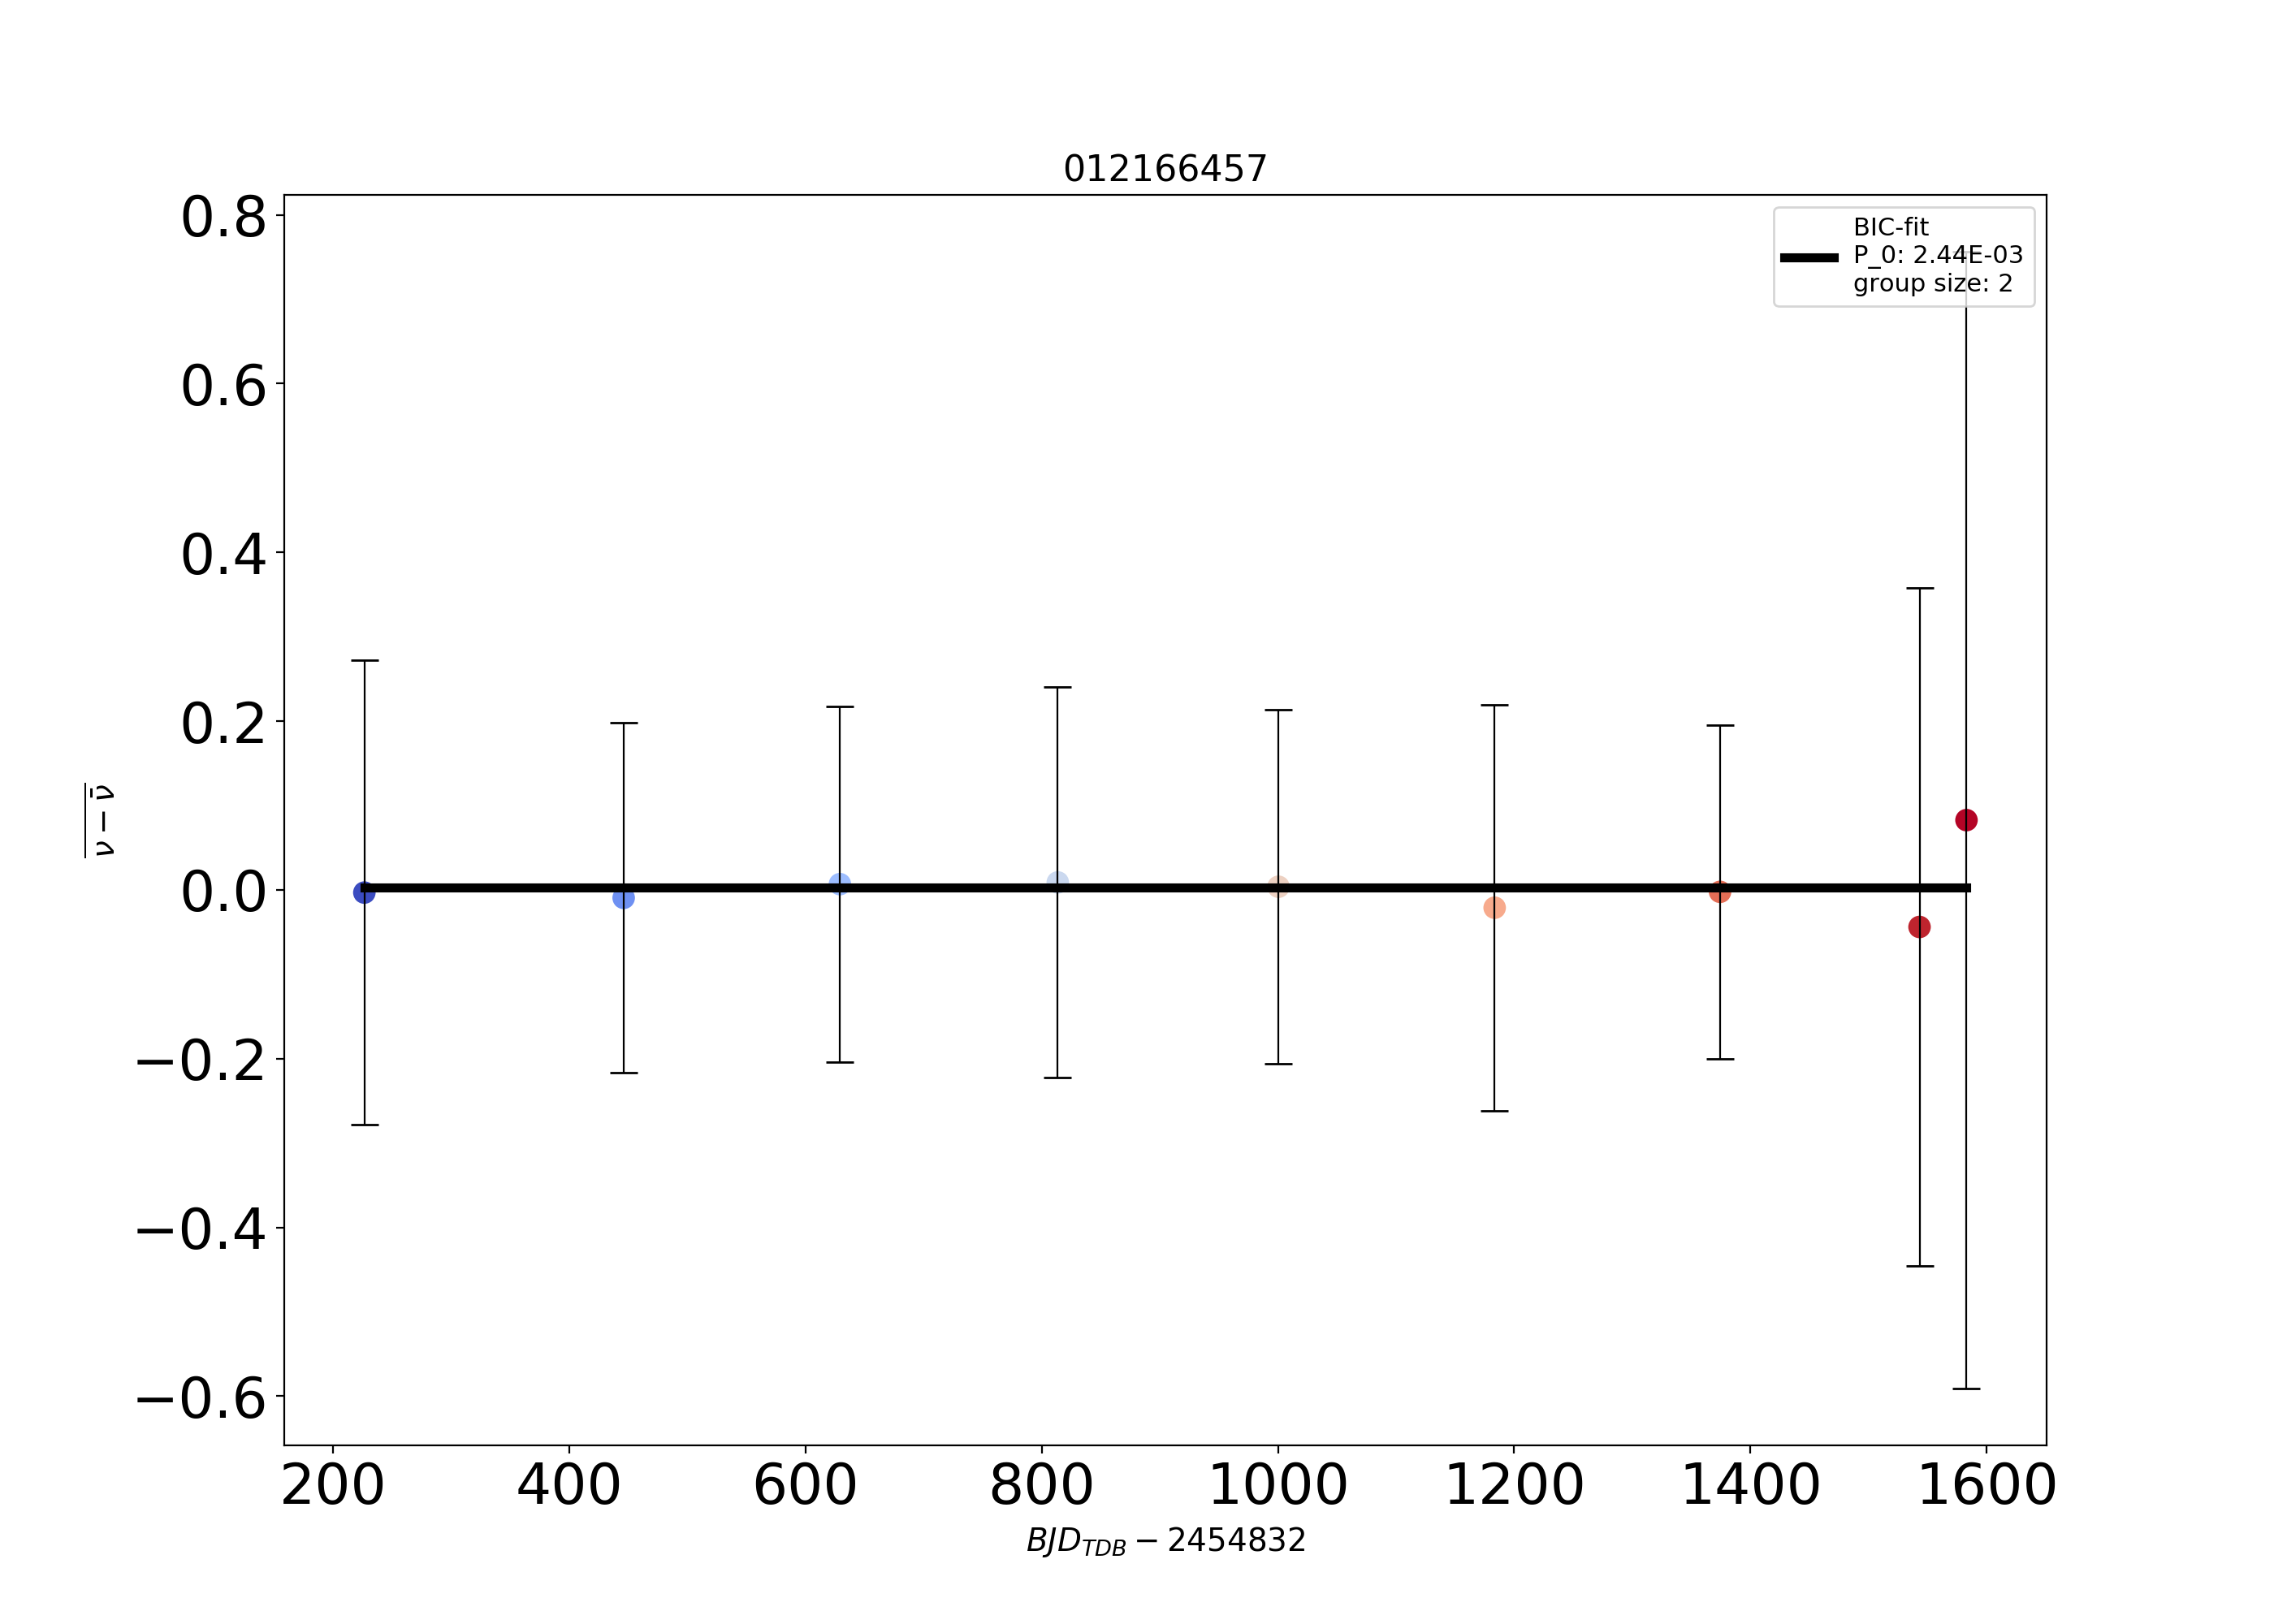 012166457
BIC-fit
P_0: 2.44E-03
group size: 2
0.8
0.6
0.4
0.2
0.0
−0.2
−0.4
−0.6
ν − ν̄
200 400 600 800 1000 1200 1400 1600
BJD_TDB − 2454832